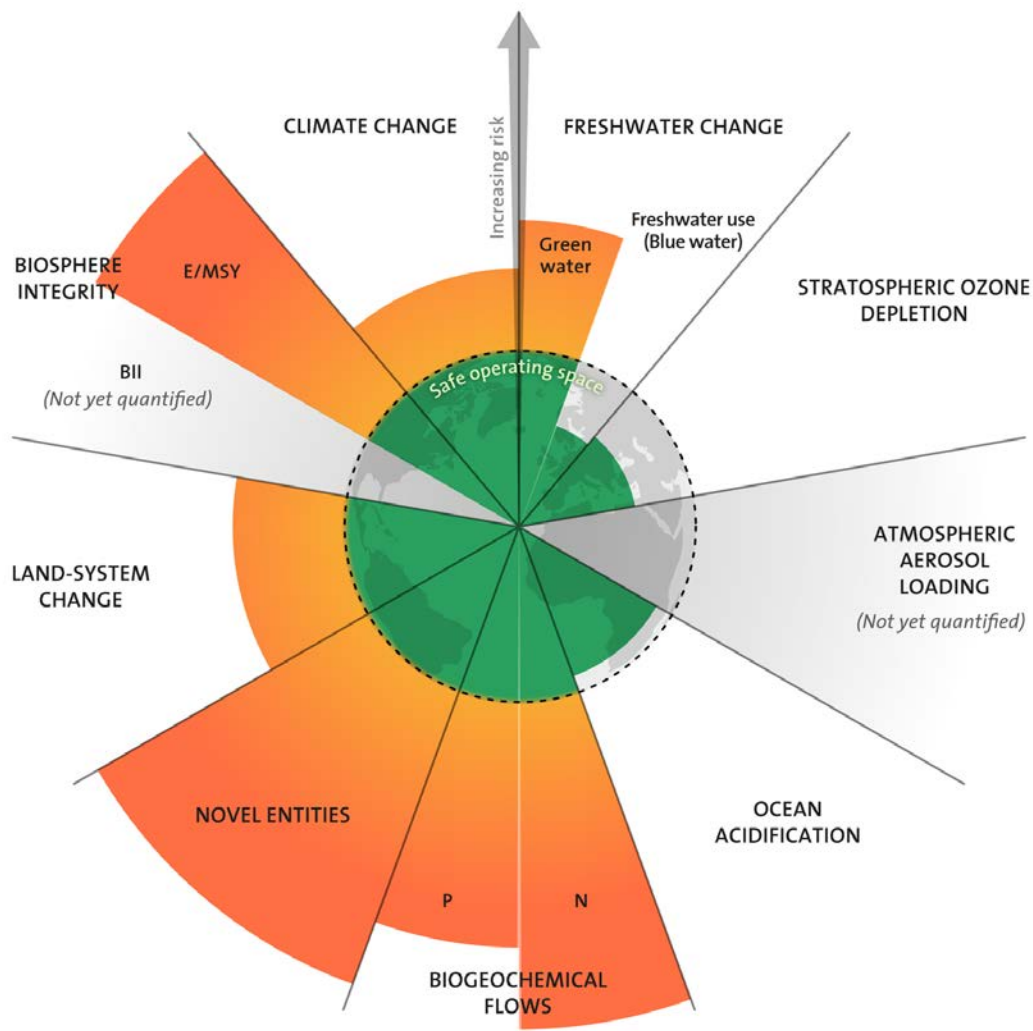 CLIMATE CHANGE
Increasing risk
FRESHWATER CHANGE
Green
water
Freshwater use
(Blue water)
STRATOSPHERIC OZONE
DEPLETION
ATMOSPHERIC
AEROSOL
LOADING
(Not yet quantified)
OCEAN
ACIDIFICATION
N
P
BIOGEOCHEMICAL
FLOWS
NOVEL ENTITIES
LAND-SYSTEM
CHANGE
BII
(Not yet quantified)
BIOSPHERE
INTEGRITY
E/MSY
Safe operating space